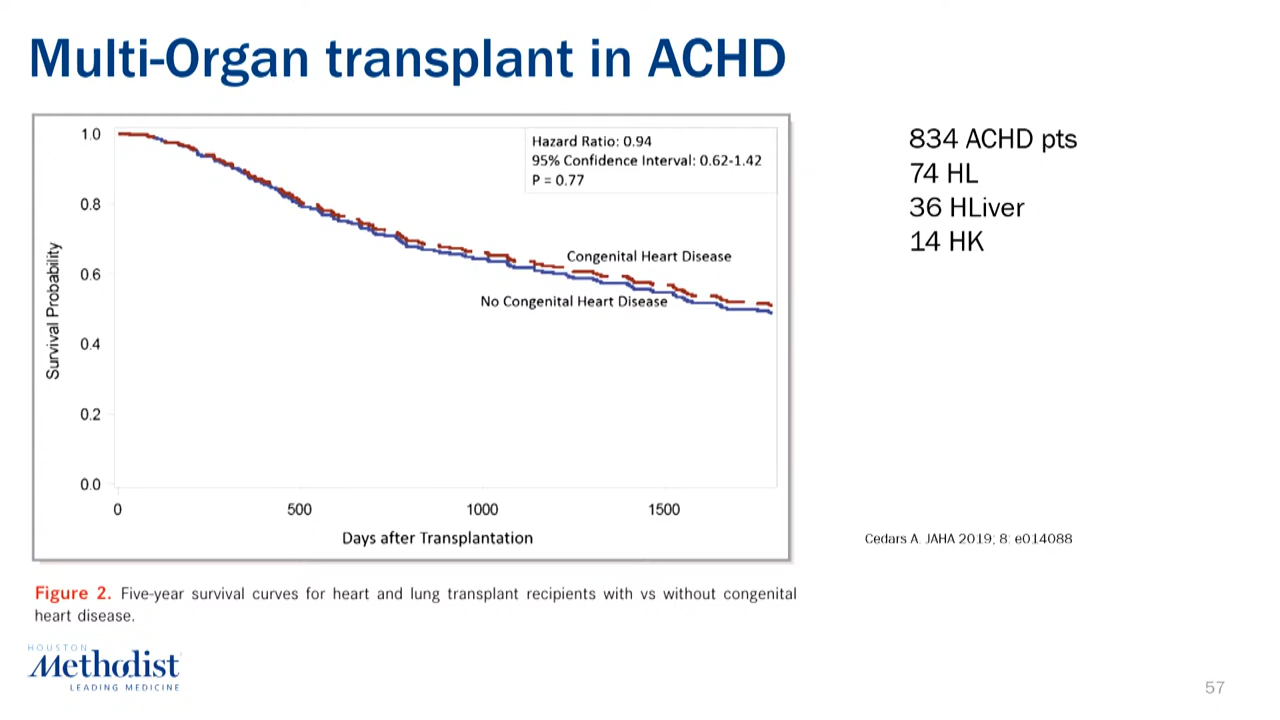 Multi-Organ transplant in ACHD
1.0
0.8
0.6
0.4
0.2
0.0
Survival Probability
Hazard Ratio: 0.94
95% Confidence Interval: 0.62-1.42
P = 0.77
Congenital Heart Disease
No Congenital Heart Disease
0 500 1000 1500
Days after Transplantation
834 ACHD pts
74 HL
36 HLiver
14 HK
Cedars A. JAHA 2019; 8: e014088
Figure 2. Five-year survival curves for heart and lung transplant recipients with vs without congenital
heart disease.
HOUSTON
Methodist
LEADING MEDICINE
57